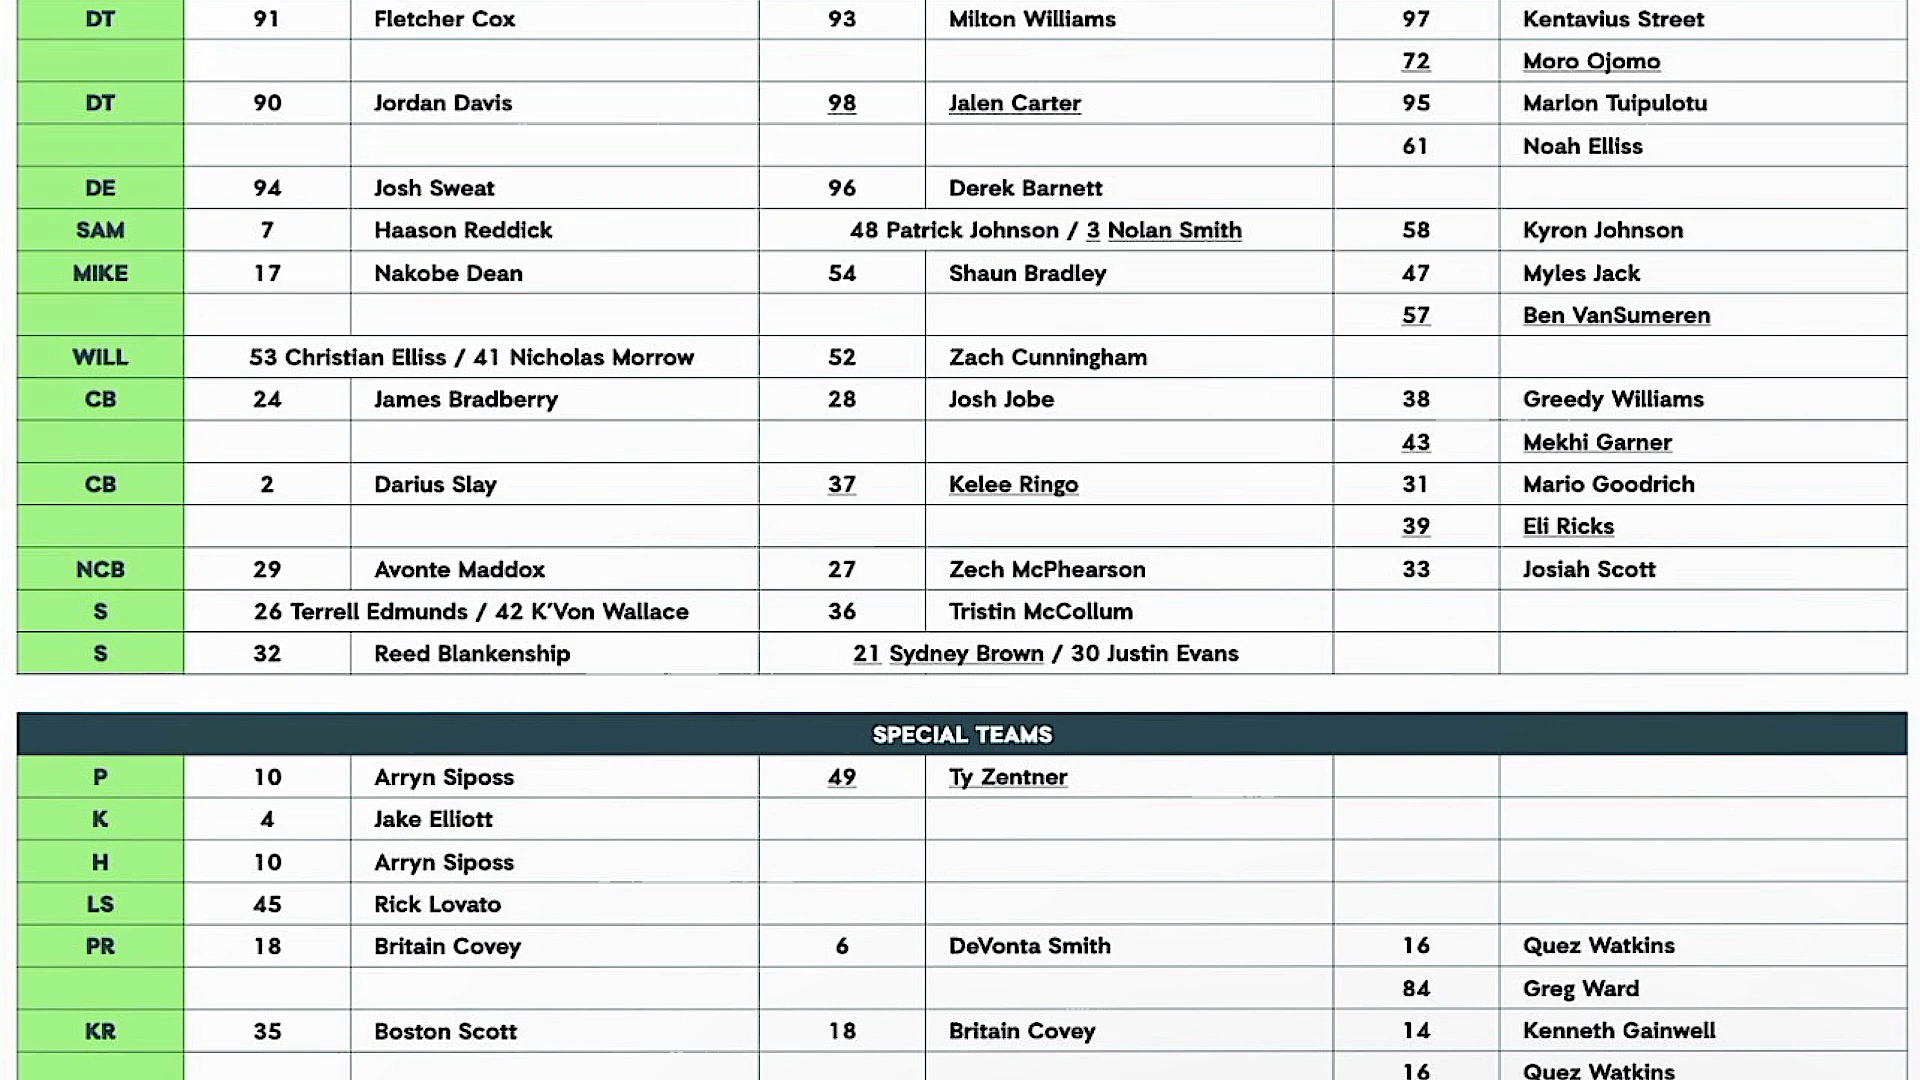 DT 91 Fletcher Cox 93 Milton Williams 97 Kentavius Street
72 Moro Ojomo
DT 90 Jordan Davis 98 Jalen Carter 95 Marlon Tuipulotu
61 Noah Elliss
DE 94 Josh Sweat 96 Derek Barnett
SAM 7 Haason Reddick 48 Patrick Johnson / 3 Nolan Smith 58 Kyron Johnson
MIKE 17 Nakobe Dean 54 Shaun Bradley 47 Myles Jack
57 Ben VanSumeren
WILL 53 Christian Elliss / 41 Nicholas Morrow 52 Zach Cunningham
CB 24 James Bradberry 28 Josh Jobe 38 Greedy Williams
43 Mekhi Garner
CB 2 Darius Slay 37 Kelee Ringo 31 Mario Goodrich
39 Eli Ricks
NCB 29 Avonte Maddox 27 Zech McPhearson 33 Josiah Scott
S 26 Terrell Edmunds / 42 K’Von Wallace 36 Tristin McCollum
S 32 Reed Blankenship 21 Sydney Brown / 30 Justin Evans
SPECIAL TEAMS
P 10 Arryn Siposs 49 Ty Zentner
K 4 Jake Elliott
H 10 Arryn Siposs
LS 45 Rick Lovato
PR 18 Britain Covey 6 DeVonta Smith 16 Quez Watkins
84 Greg Ward
KR 35 Boston Scott 18 Britain Covey 14 Kenneth Gainwell
16 Quez Watkins